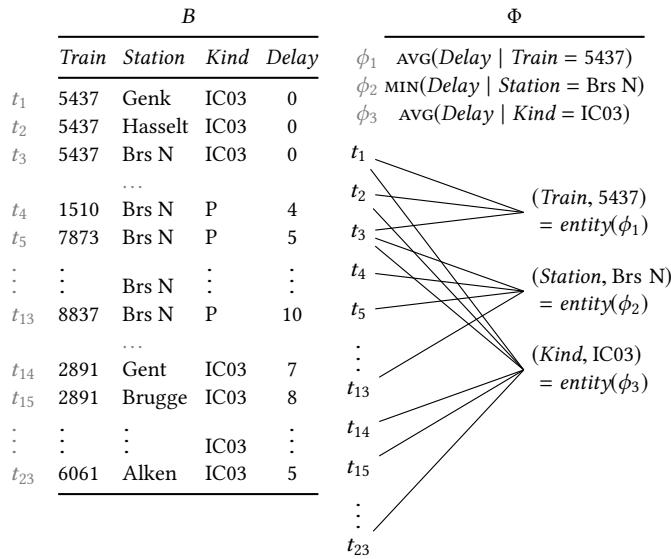 B
Train Station Kind Delay
t1 5437 Genk IC03 0
t2 5437 Hasselt IC03 0
t3 5437 Brs N IC03 0
...
t4 1510 Brs N P 4
t5 7873 Brs N P 5
⋮ ⋮ Brs N ⋮ ⋮
t13 8837 Brs N P 10
...
t14 2891 Gent IC03 7
t15 2891 Brugge IC03 8
⋮ ⋮ ⋮ IC03 ⋮
t23 6061 Alken IC03 5
Φ
ϕ1 AVG(Delay | Train = 5437)
ϕ2 MIN(Delay | Station = Brs N)
ϕ3 AVG(Delay | Kind = IC03)
t1
t2
t3
t4
t5
⋮
t13
t14
t15
⋮
t23
(Train, 5437)
= entity(ϕ1)
(Station, Brs N)
= entity(ϕ2)
(Kind, IC03)
= entity(ϕ3)